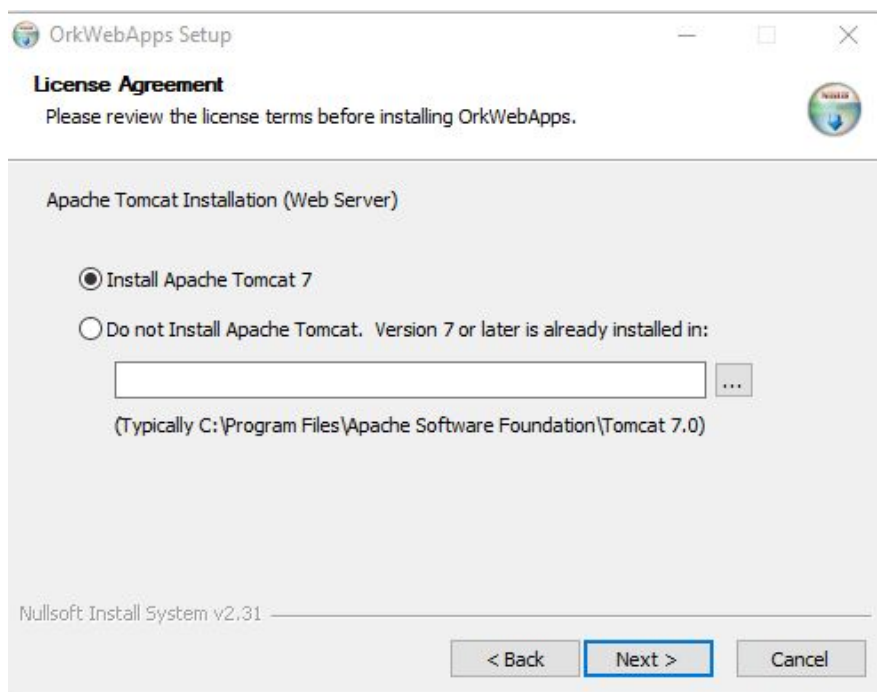 OrkWebApps Setup
License Agreement
Please review the license terms before installing OrkWebApps.
Apache Tomcat Installation (Web Server)
Install Apache Tomcat 7
Do not Install Apache Tomcat.  Version 7 or later is already installed in:
...
(Typically C:\Program Files\Apache Software Foundation\Tomcat 7.0)
Nullsoft Install System v2.31
< Back Next > Cancel